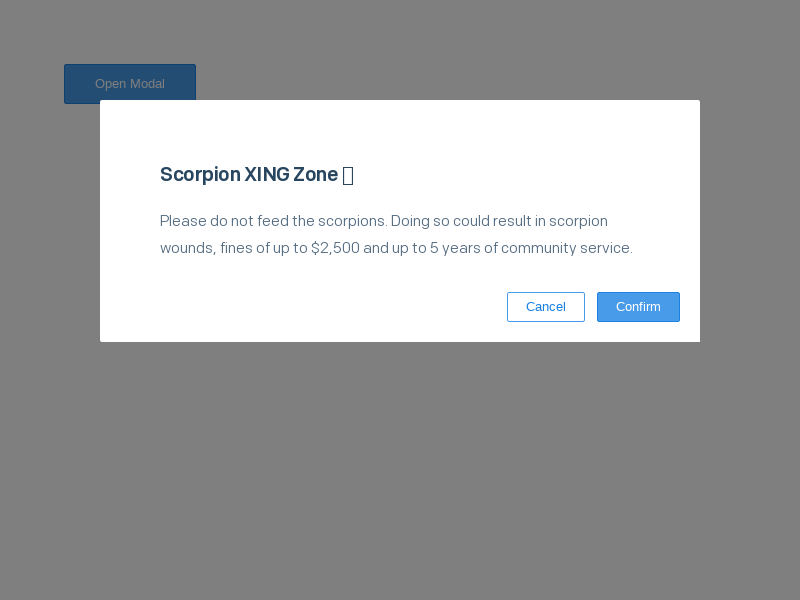 Open Modal
Scorpion XING Zone
Please do not feed the scorpions. Doing so could result in scorpion
wounds, fines of up to $2,500 and up to 5 years of community service.
Cancel
Confirm